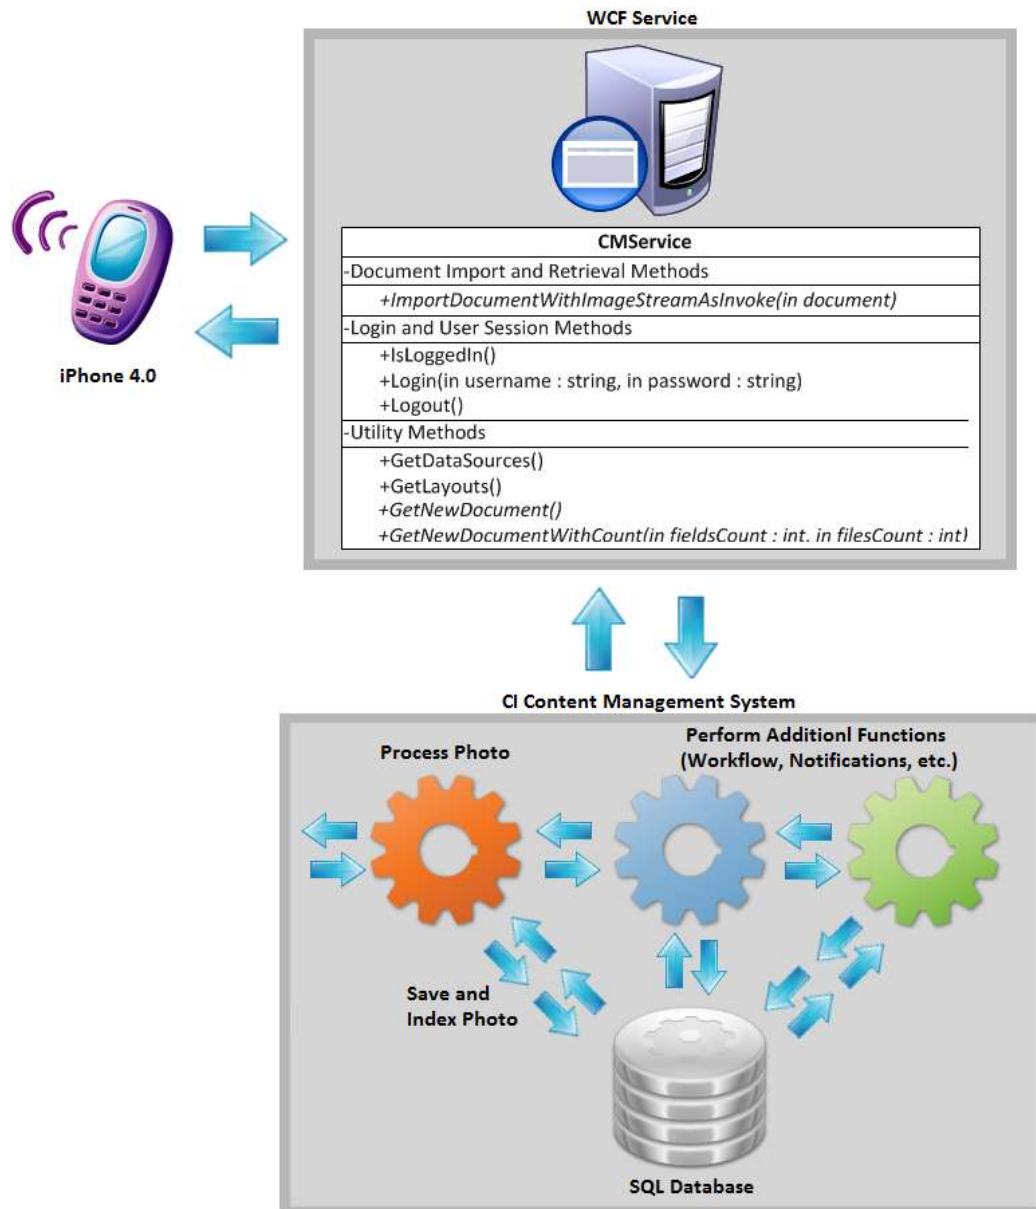 WCF Service
CMService
-Document Import and Retrieval Methods
+ImportDocumentWithImageStreamAsInvoke(in document)
-Login and User Session Methods
+IsLoggedIn()
+Login(in username : string, in password : string)
+Logout()
-Utility Methods
+GetDataSources()
+GetLayouts()
+GetNewDocument()
+GetNewDocumentWithCount(in fieldsCount : int, in filesCount : int)
iPhone 4.0
CI Content Management System
Process Photo
Perform Additionl Functions
(Workflow, Notifications, etc.)
Save and
Index Photo
SQL Database